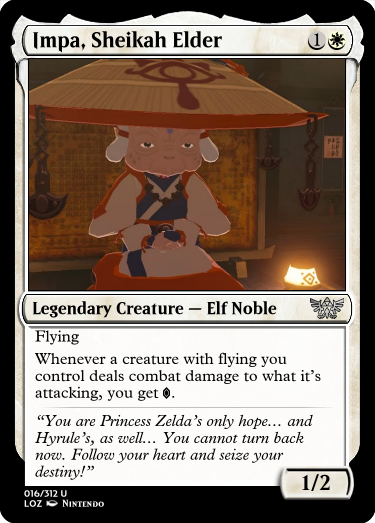 Impa, Sheikah Elder 1
Legendary Creature — Elf Noble
Flying
Whenever a creature with flying you
control deals combat damage to what it's
attacking, you get .
"You are Princess Zelda's only hope… and
Hyrule's, as well… You cannot turn back
now. Follow your heart and seize your
destiny!"
1/2
016/312 U
LOZ Nintendo